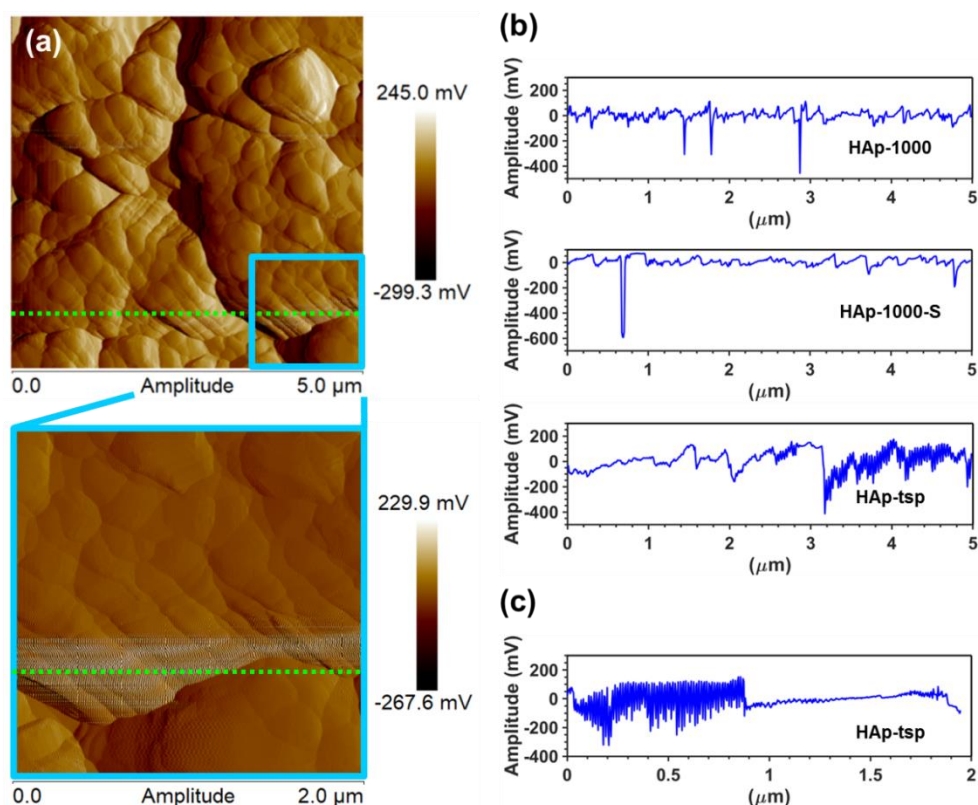 (a)
245.0 mV
-299.3 mV
0.0 Amplitude 5.0 µm
229.9 mV
-267.6 mV
0.0 Amplitude 2.0 µm
(b)
Amplitude (mV)
200
0
-200
-400
HAp-1000
0 1 2 3 4 5
(µm)
Amplitude (mV)
0
-200
-400
-600
HAp-1000-S
0 1 2 3 4 5
(µm)
Amplitude (mV)
200
0
-200
-400
HAp-tsp
0 1 2 3 4 5
(µm)
(c)
Amplitude (mV)
200
0
-200
-400
HAp-tsp
0 0.5 1 1.5 2
(µm)